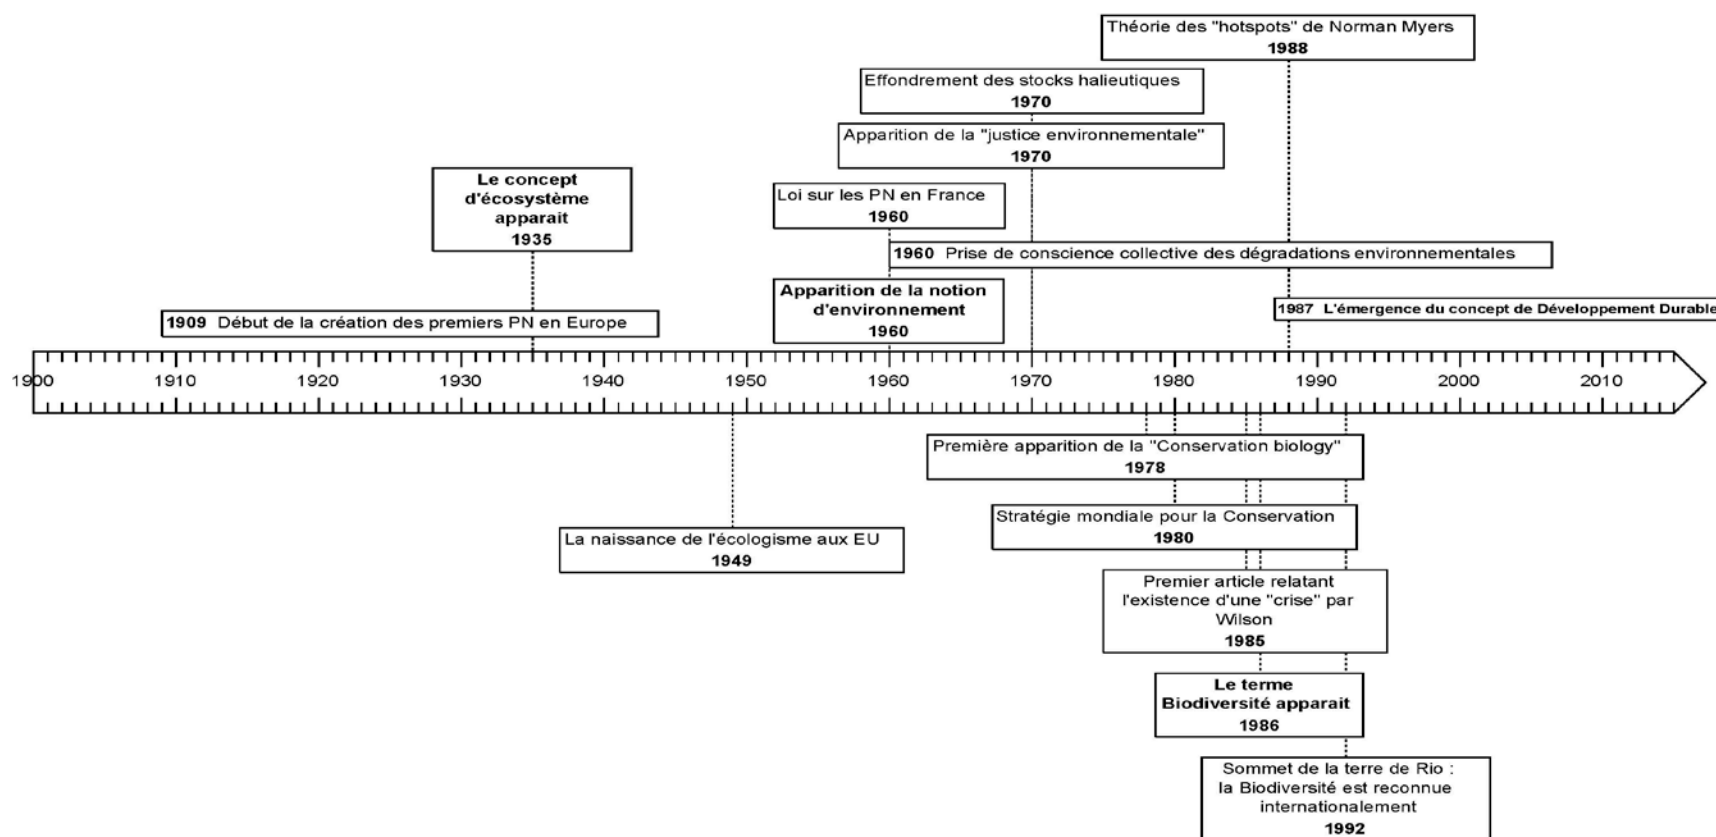 Théorie des "hotspots" de Norman Myers
1988
Effondrement des stocks halieutiques
1970
Apparition de la "justice environnementale"
1970
Le concept
d'écosystème
apparait
1935
Loi sur les PN en France
1960
1960 Prise de conscience collective des dégradations environnementales
Apparition de la notion
d'environnement
1960
1987 L'émergence du concept de Développement Durable
1909 Début de la création des premiers PN en Europe
1900 1910 1920 1930 1940 1950 1960 1970 1980 1990 2000 2010
Première apparition de la "Conservation biology"
1978
Stratégie mondiale pour la Conservation
1980
La naissance de l'écologisme aux EU
1949
Premier article relatant
l'existence d'une "crise" par
Wilson
1985
Le terme
Biodiversité apparait
1986
Sommet de la terre de Rio :
la Biodiversité est reconnue
internationalement
1992